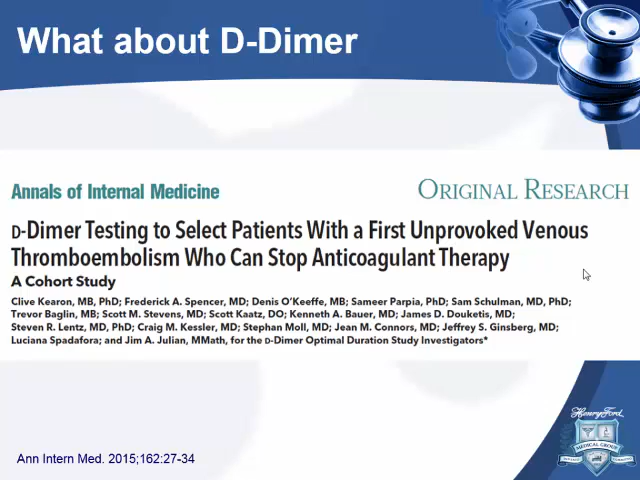 What about D-Dimer
Annals of Internal Medicine
ORIGINAL RESEARCH
D-Dimer Testing to Select Patients With a First Unprovoked Venous
Thromboembolism Who Can Stop Anticoagulant Therapy
A Cohort Study
Clive Kearon, MB, PhD; Frederick A. Spencer, MD; Denis O'Keeffe, MB; Sameer Parpia, PhD; Sam Schulman, MD, PhD;
Trevor Baglin, MB; Scott M. Stevens, MD; Scott Kaatz, DO; Kenneth A. Bauer, MD; James D. Douketis, MD;
Steven R. Lentz, MD, PhD; Craig M. Kessler, MD; Stephan Moll, MD; Jean M. Connors, MD; Jeffrey S. Ginsberg, MD;
Luciana Spadafora; and Jim A. Julian, MMath, for the D-Dimer Optimal Duration Study Investigators*
Henry Ford
MEDICAL GROUP
Ann Intern Med. 2015;162:27-34